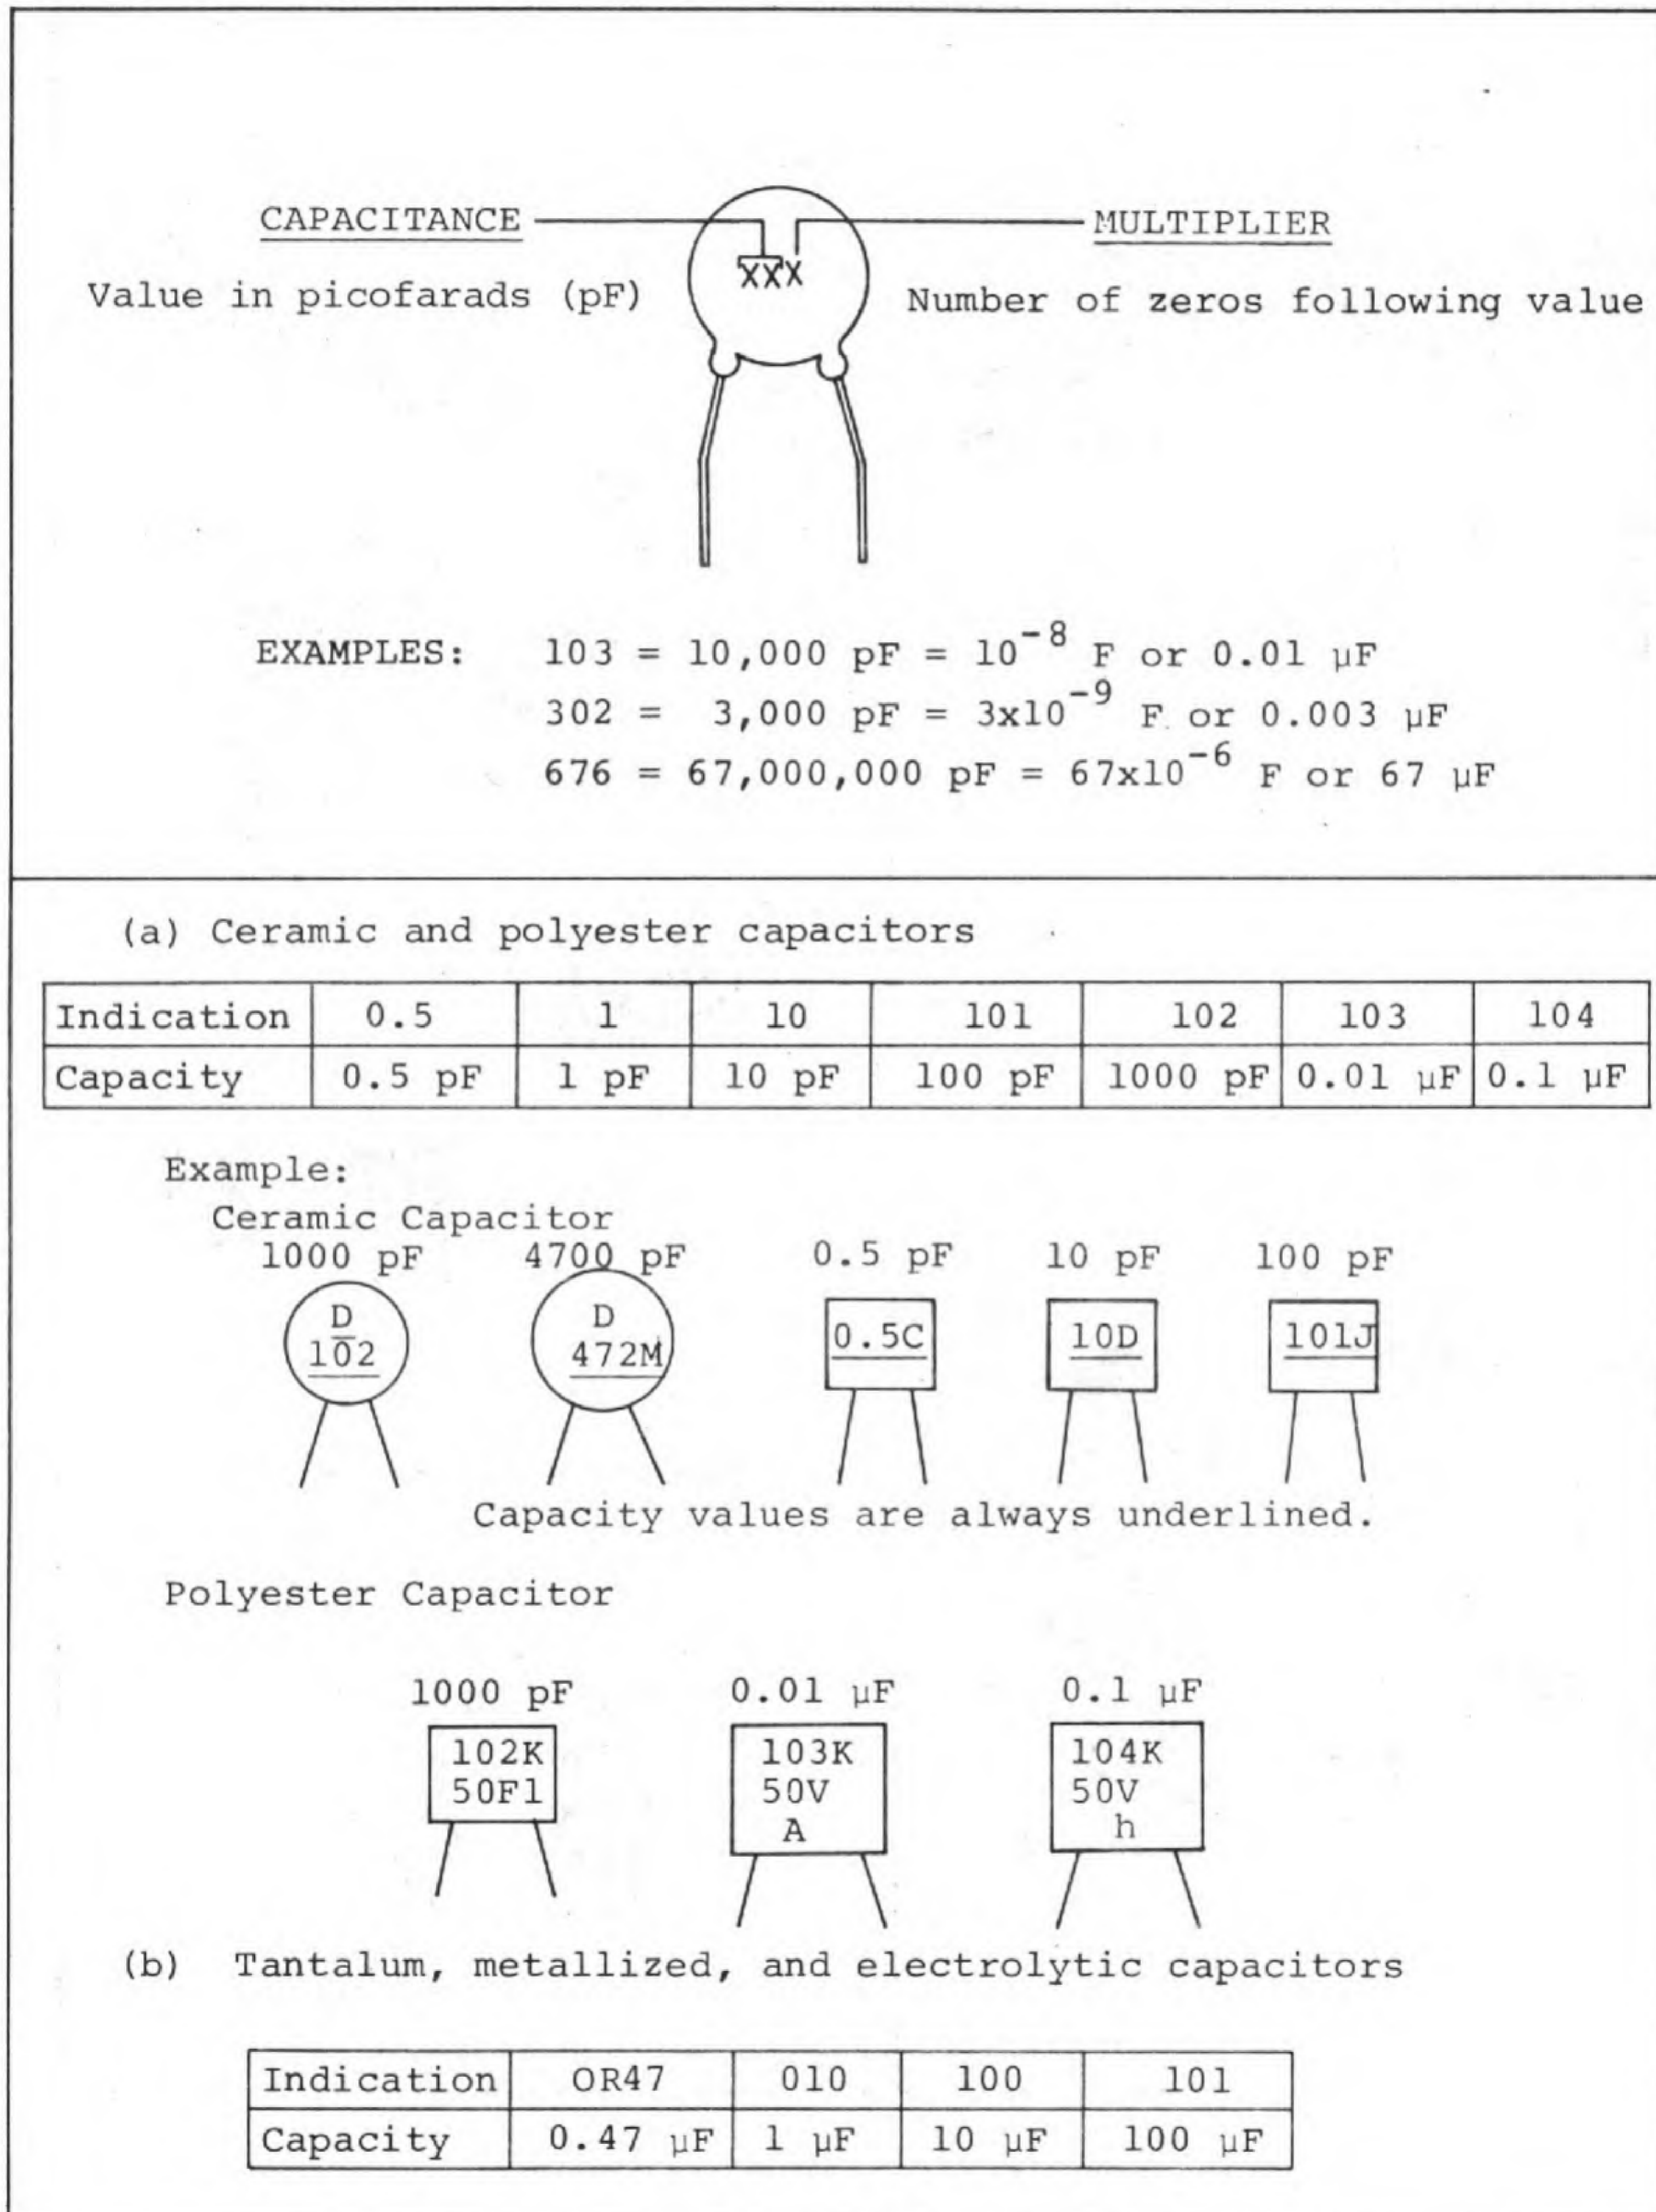 CAPACITANCE MULTIPLIER
XXX
Value in picofarads (pF) Number of zeros following value
EXAMPLES: 103 = 10,000 pF = 10⁻⁸ F or 0.01 µF
302 = 3,000 pF = 3x10⁻⁹ F or 0.003 µF
676 = 67,000,000 pF = 67x10⁻⁶ F or 67 µF
(a) Ceramic and polyester capacitors
Indication 0.5 1 10 101 102 103 104
Capacity 0.5 pF 1 pF 10 pF 100 pF 1000 pF 0.01 µF 0.1 µF
Example:
Ceramic Capacitor
1000 pF 4700 pF 0.5 pF 10 pF 100 pF
D D
102 472M 0.5C 10D 101J
Capacity values are always underlined.
Polyester Capacitor
1000 pF 0.01 µF 0.1 µF
102K 103K 104K
50F1 50V 50V
A h
(b) Tantalum, metallized, and electrolytic capacitors
Indication OR47 010 100 101
Capacity 0.47 µF 1 µF 10 µF 100 µF